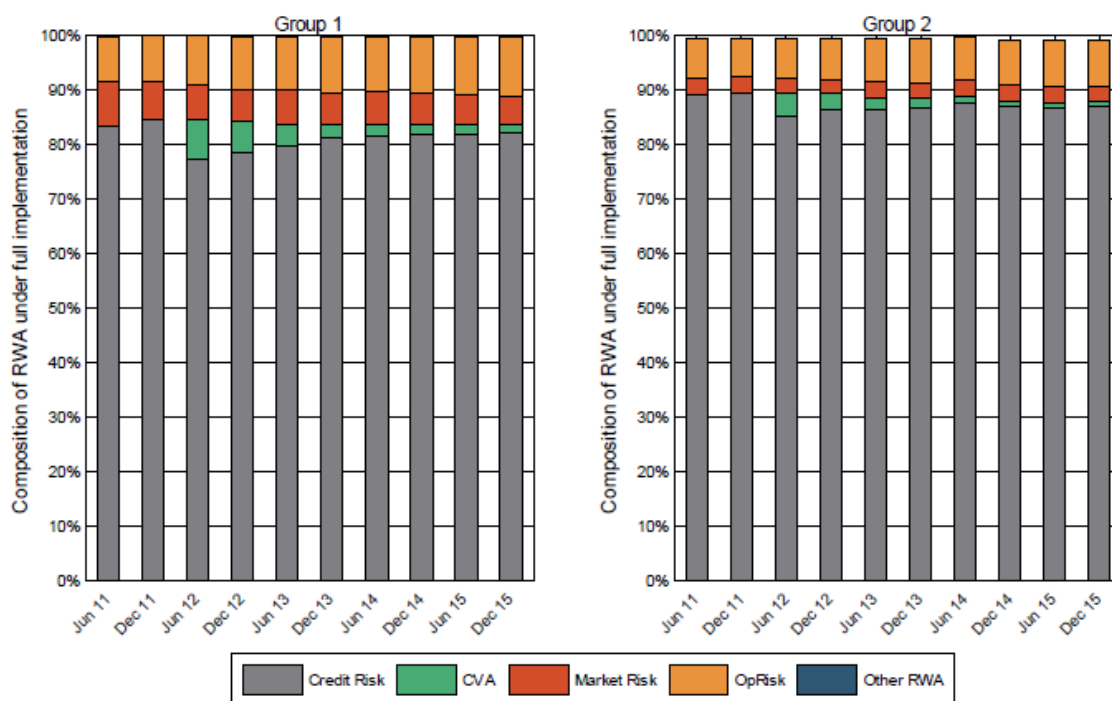 Group 1
Composition of RWA under full implementation
100%
90%
80%
70%
60%
50%
40%
30%
20%
10%
0%
Jun 11
Dec 11
Jun 12
Dec 12
Jun 13
Dec 13
Jun 14
Dec 14
Jun 15
Dec 15
Group 2
Composition of RWA under full implementation
100%
90%
80%
70%
60%
50%
40%
30%
20%
10%
0%
Jun 11
Dec 11
Jun 12
Dec 12
Jun 13
Dec 13
Jun 14
Dec 14
Jun 15
Dec 15
Credit Risk CVA Market Risk OpRisk Other RWA